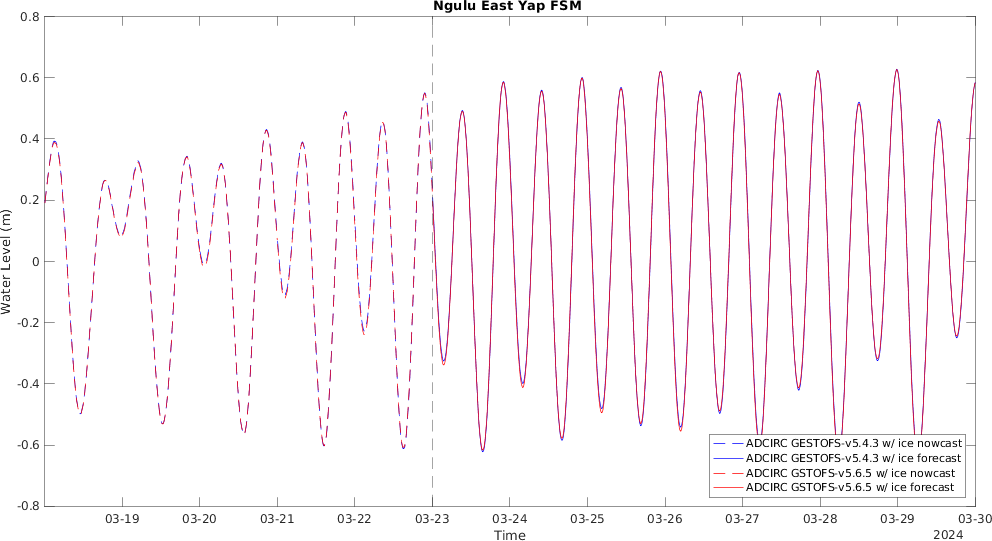 Ngulu East Yap FSM
0.8
0.6
0.4
0.2
0
-0.2
-0.4
-0.6
-0.8
Water Level (m)
ADCIRC GESTOFS-v5.4.3 w/ ice nowcast
ADCIRC GESTOFS-v5.4.3 w/ ice forecast
ADCIRC GSTOFS-v5.6.5 w/ ice nowcast
ADCIRC GSTOFS-v5.6.5 w/ ice forecast
03-19 03-20 03-21 03-22 03-23 03-24 03-25 03-26 03-27 03-28 03-29 03-30
Time
2024